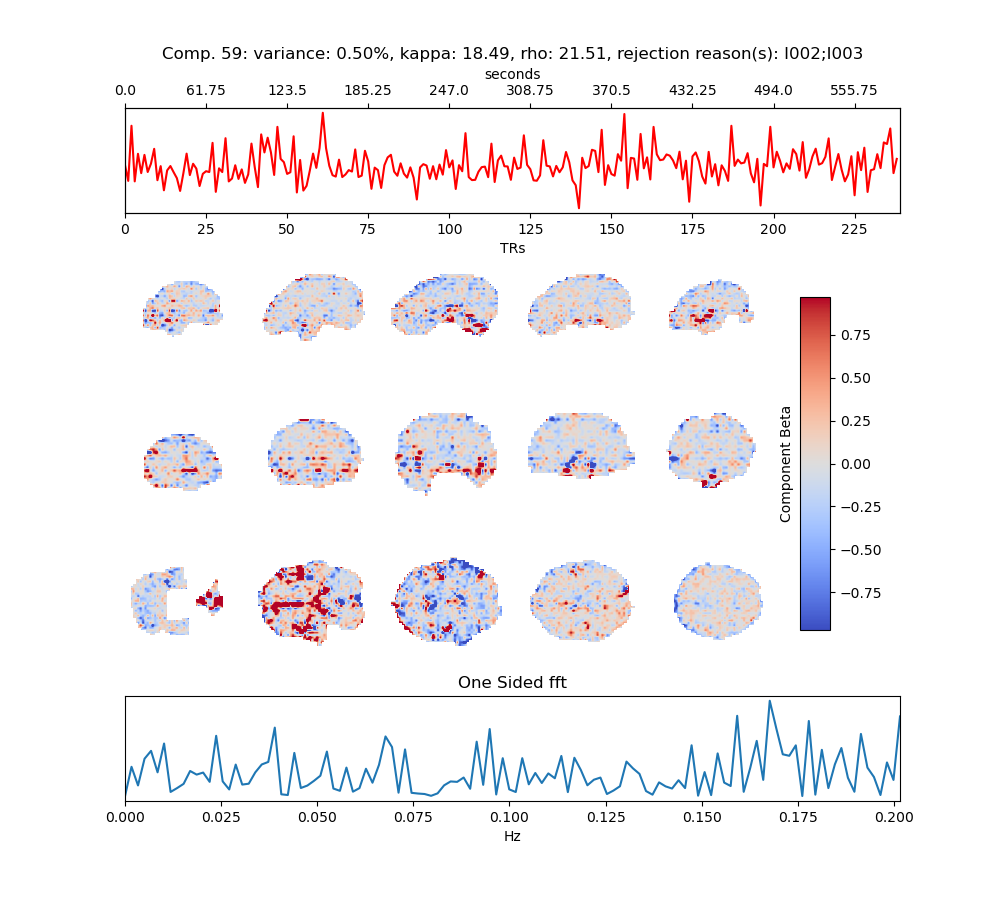 Comp. 59: variance: 0.50%, kappa: 18.49, rho: 21.51, rejection reason(s): I002;I003
seconds
0.0 61.75 123.5 185.25 247.0 308.75 370.5 432.25 494.0 555.75
0 25 50 75 100 125 150 175 200 225
TRs
0.75
0.50
0.25
0.00
−0.25
−0.50
−0.75
Component Beta
One Sided fft
0.000 0.025 0.050 0.075 0.100 0.125 0.150 0.175 0.200
Hz